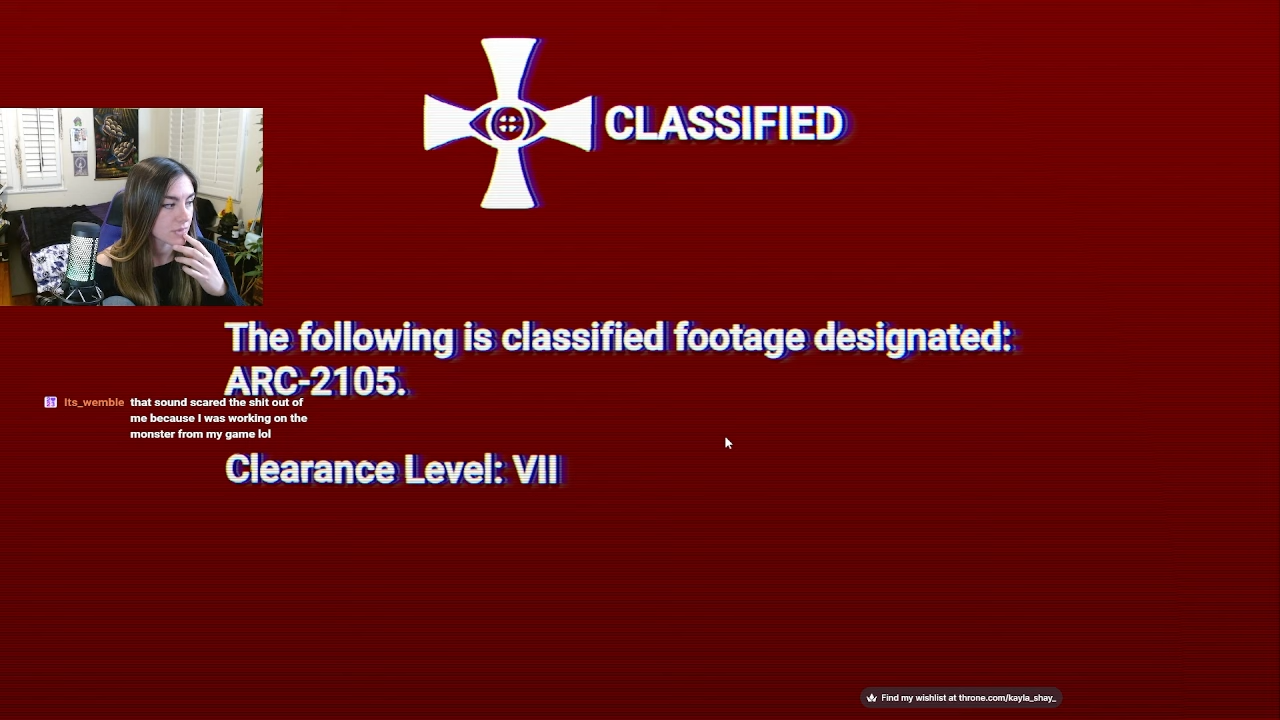 CLASSIFIED
The following is classified footage designated:
ARC-2105.
Its_wemble that sound scared the shit out of
me because I was working on the
monster from my game lol
Clearance Level: VII
Find my wishlist at throne.com/kayla_shay_